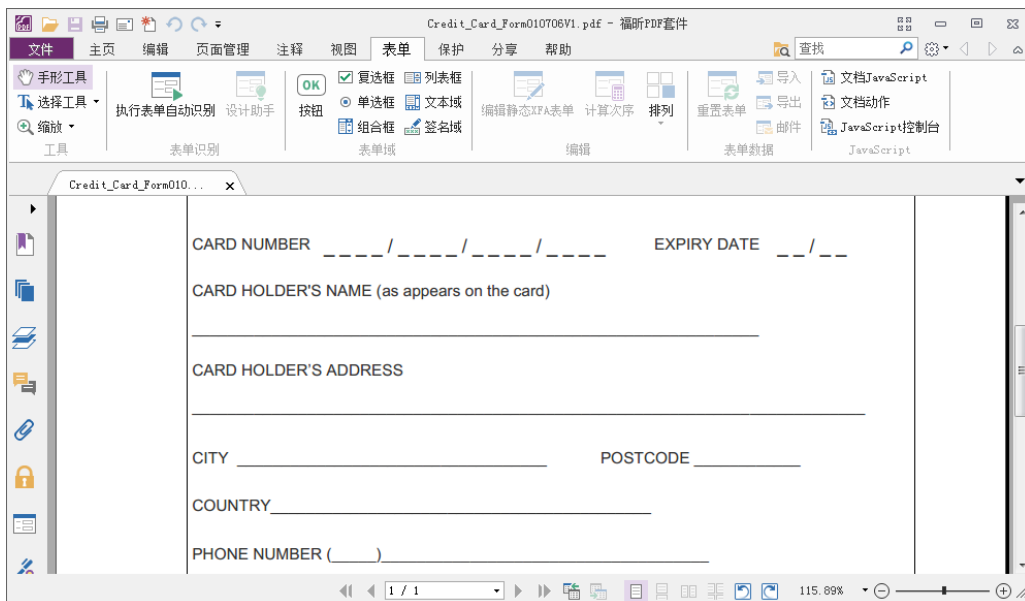 Credit_Card_Form010706V1.pdf - 福昕PDF套件
文件 主页 编辑 页面管理 注释 视图 表单 保护 分享 帮助 查找
手形工具
选择工具
缩放
工具
执行表单自动识别 设计助手
表单识别
OK
按钮
复选框 列表框
单选框 文本域
组合框 签名域
表单域
编辑静态XFA表单 计算次序 排列
编辑
重置表单
导入
导出
邮件
表单数据
文档JavaScript
文档动作
JavaScript控制台
JavaScript
Credit_Card_Form010... x
CARD NUMBER _ _ _ _ / _ _ _ _ / _ _ _ _ / _ _ _ _ EXPIRY DATE _ _ / _ _
CARD HOLDER'S NAME (as appears on the card)
CARD HOLDER'S ADDRESS
CITY ____ POSTCODE ____
COUNTRY____
PHONE NUMBER (____)____
1 / 1 115.89%